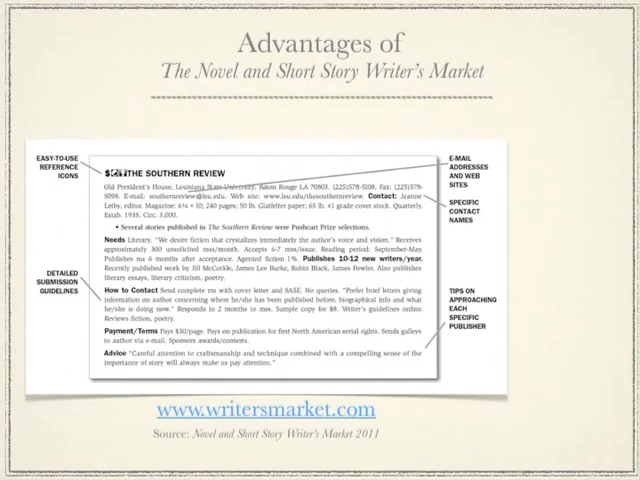 Advantages of
The Novel and Short Story Writer's Market
EASY-TO-USE
REFERENCE
ICONS
DETAILED
SUBMISSION
GUIDELINES
THE SOUTHERN REVIEW
Old President's House, Louisiana State University, Baton Rouge LA 70803. (225)578-5108. Fax: (225)578-
5098. E-mail: southernreview@lsu.edu. Web site: www.lsu.edu/thesouthernreview. Contact: Jeanne
Leiby, editor. Magazine: 6¼ × 10; 240 pages; 50 lb. Glatfelter paper; 65 lb. #1 grade cover stock. Quarterly.
Estab. 1935. Circ. 3,000.
• Several stories published in The Southern Review were Pushcart Prize selections.
Needs Literary. "We desire fiction that crystalizes immediately the author's voice and vision." Receives
approximately 300 unsolicited mss/month. Accepts 6-7 mss/issue. Reading period: September-May.
Publishes ms 6 months after acceptance. Agented fiction 1%. Publishes 10-12 new writers/year.
Recently published work by Jill McCorkle, James Lee Burke, Robin Black, James Fowler. Also publishes
literary essays, literary criticism, poetry.
How to Contact Send complete ms with cover letter and SASE. No queries. "Prefer brief letters giving
information on author concerning where he/she has been published before, biographical info and what
he/she is doing now." Responds in 2 months to mss. Sample copy for $8. Writer's guidelines online.
Reviews fiction, poetry.
Payment/Terms Pays $30/page. Pays on publication for first North American serial rights. Sends galleys
to author via e-mail. Sponsors awards/contests.
Advice "Careful attention to craftsmanship and technique combined with a compelling sense of the
importance of story will always make us pay attention."
E-MAIL
ADDRESSES
AND WEB
SITES
SPECIFIC
CONTACT
NAMES
TIPS ON
APPROACHING
EACH
SPECIFIC
PUBLISHER
www.writersmarket.com
Source: Novel and Short Story Writer's Market 2011